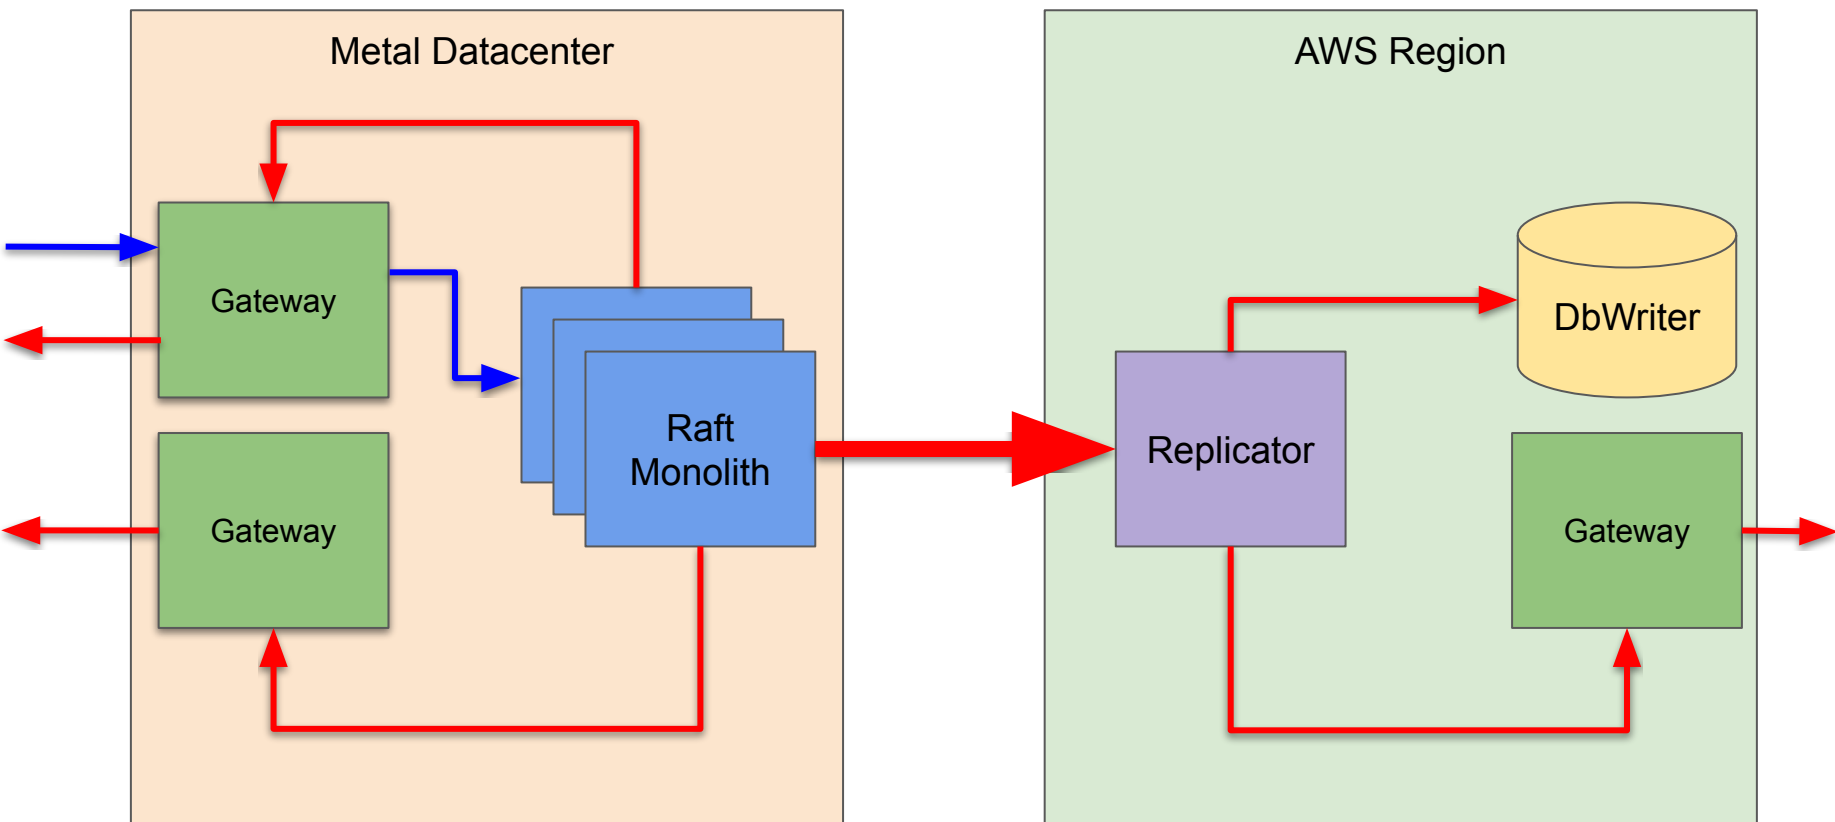 Metal Datacenter
AWS Region
Gateway
Gateway
Raft
Monolith
Replicator
DbWriter
Gateway